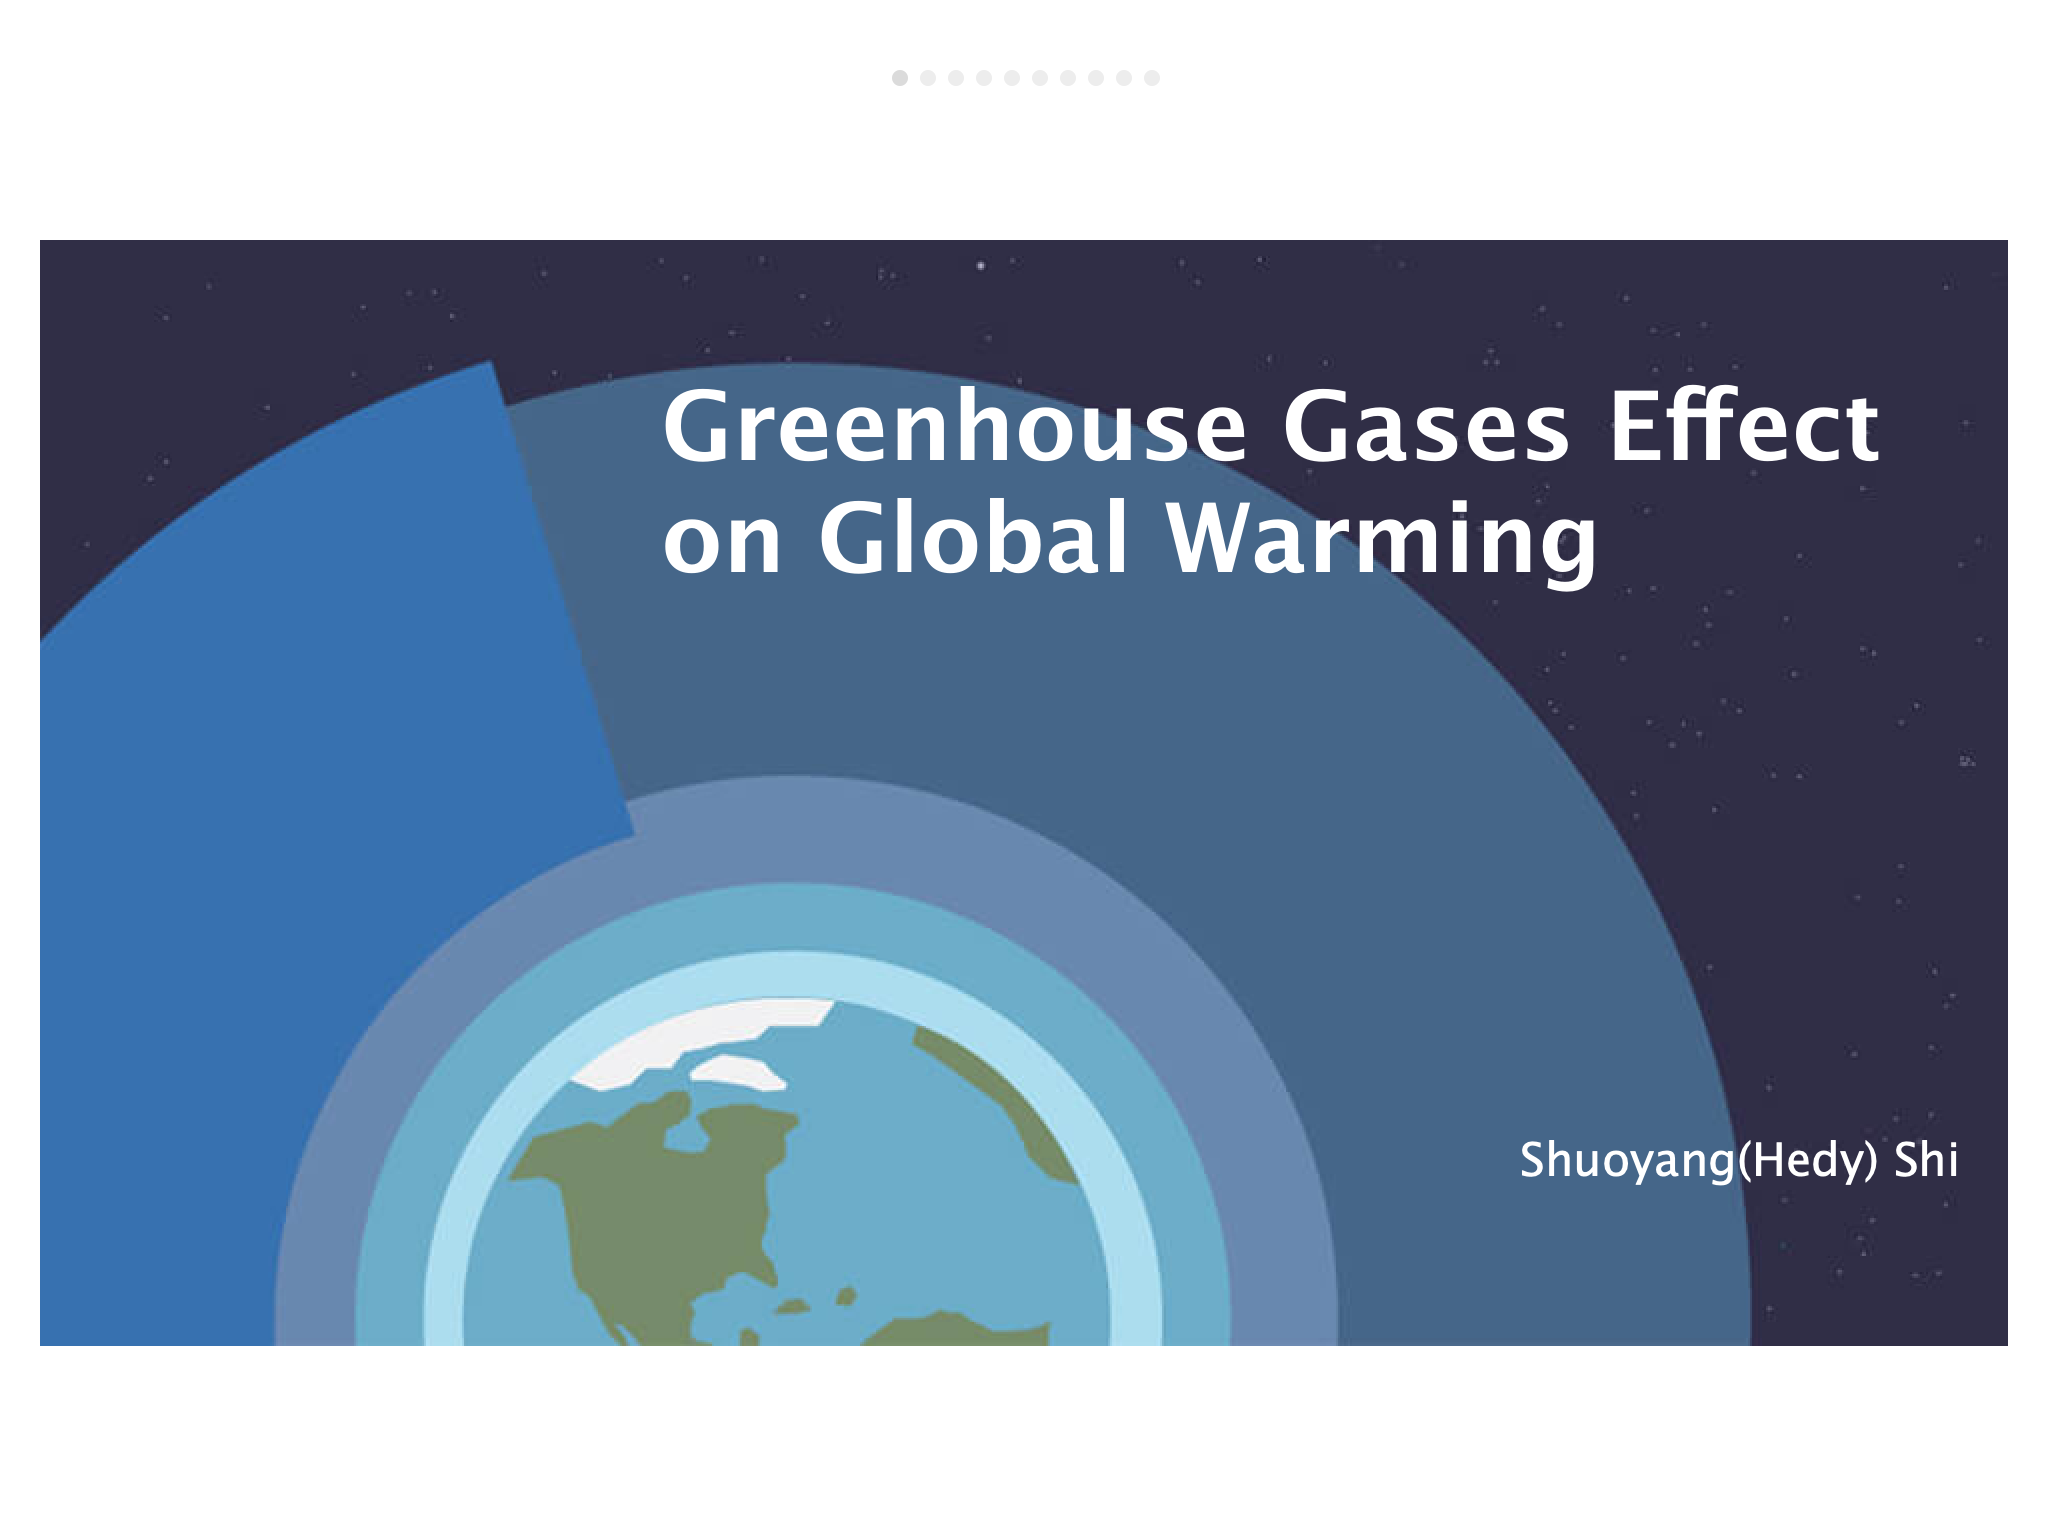 Greenhouse Gases Effect
on Global Warming
Shuoyang(Hedy) Shi